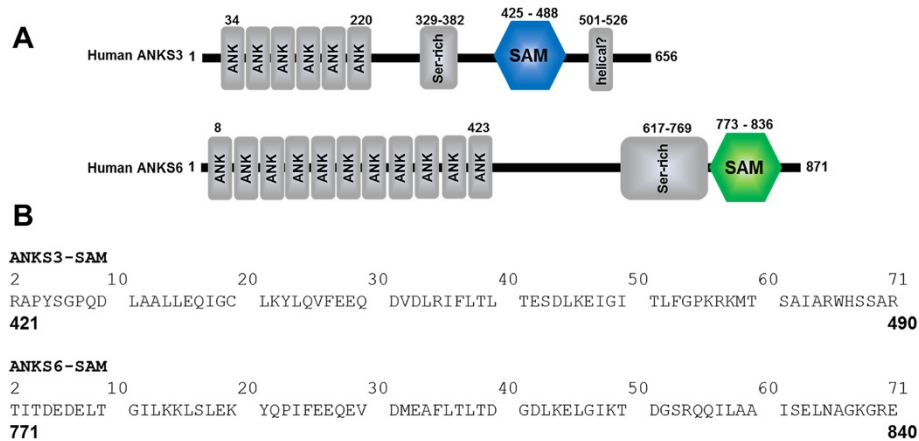 A
34 220 329-382 425 - 488 501-526
Human ANKS3 1 ANK ANK ANK ANK ANK ANK Ser-rich SAM helical? 656
8 423 617-769 773 - 836
Human ANKS6 1 ANK ANK ANK ANK ANK ANK ANK ANK ANK ANK ANK Ser-rich SAM 871
B
ANKS3-SAM
2 10 20 30 40 50 60 71
RAPYSGPQD LAALLEQIGC LKYLQVFEEQ DVDLRIFLTL TESDLKEIGI TLFGPKRKMT SAIARWHSSAR
421 490
ANKS6-SAM
2 10 20 30 40 50 60 71
TITDEDELT GILKKLSLEK YQPIFEEQEV DMEAFLTLTD GDLKELGIKT DGSRQQILAA ISELNAGKGRE
771 840